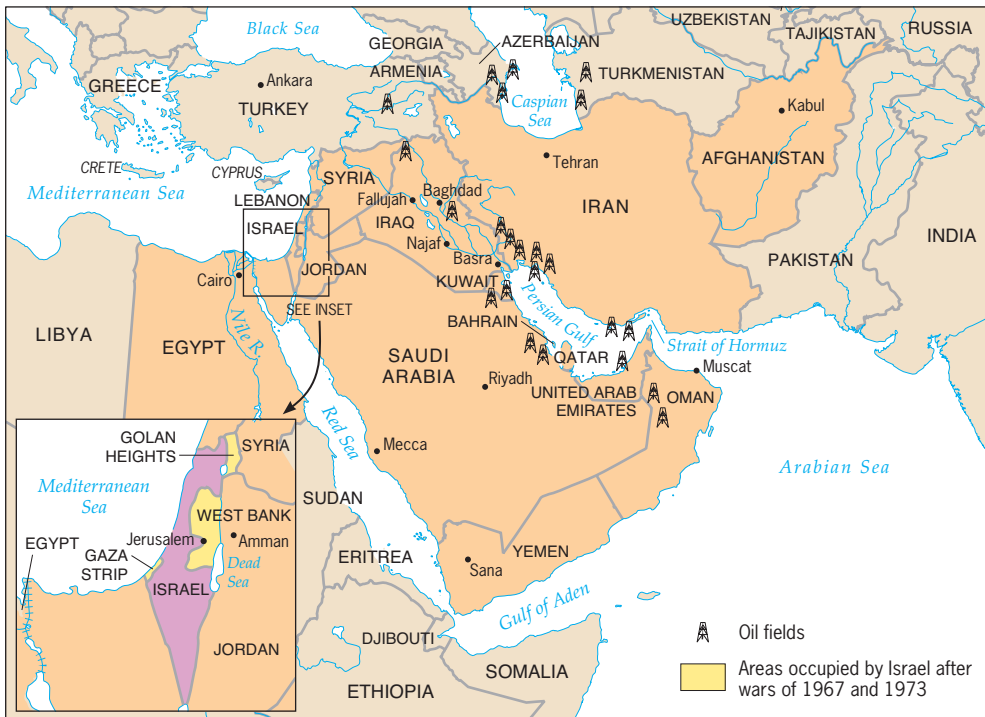 Black Sea
GEORGIA
AZERBAIJAN
UZBEKISTAN
TAJIKISTAN
RUSSIA
GREECE
Ankara
TURKEY
ARMENIA
Caspian
Sea
TURKMENISTAN
Kabul
CRETE
CYPRUS
SYRIA
Tehran
AFGHANISTAN
Mediterranean Sea
LEBANON
ISRAEL
Fallujah
Baghdad
IRAQ
IRAN
Najaf
Basra
INDIA
Cairo
JORDAN
KUWAIT
PAKISTAN
SEE INSET
Persian Gulf
BAHRAIN
LIBYA
Nile R.
EGYPT
SAUDI
ARABIA
QATAR
Strait of Hormuz
Muscat
Riyadh
UNITED ARAB
EMIRATES
OMAN
Red Sea
Mecca
Arabian Sea
SUDAN
ERITREA
YEMEN
Sana
Gulf of Aden
DJIBOUTI
SOMALIA
ETHIOPIA
GOLAN
HEIGHTS
SYRIA
Mediterranean
Sea
WEST BANK
Jerusalem
Amman
EGYPT
GAZA
STRIP
Dead
Sea
ISRAEL
JORDAN
Oil fields
Areas occupied by Israel after
wars of 1967 and 1973